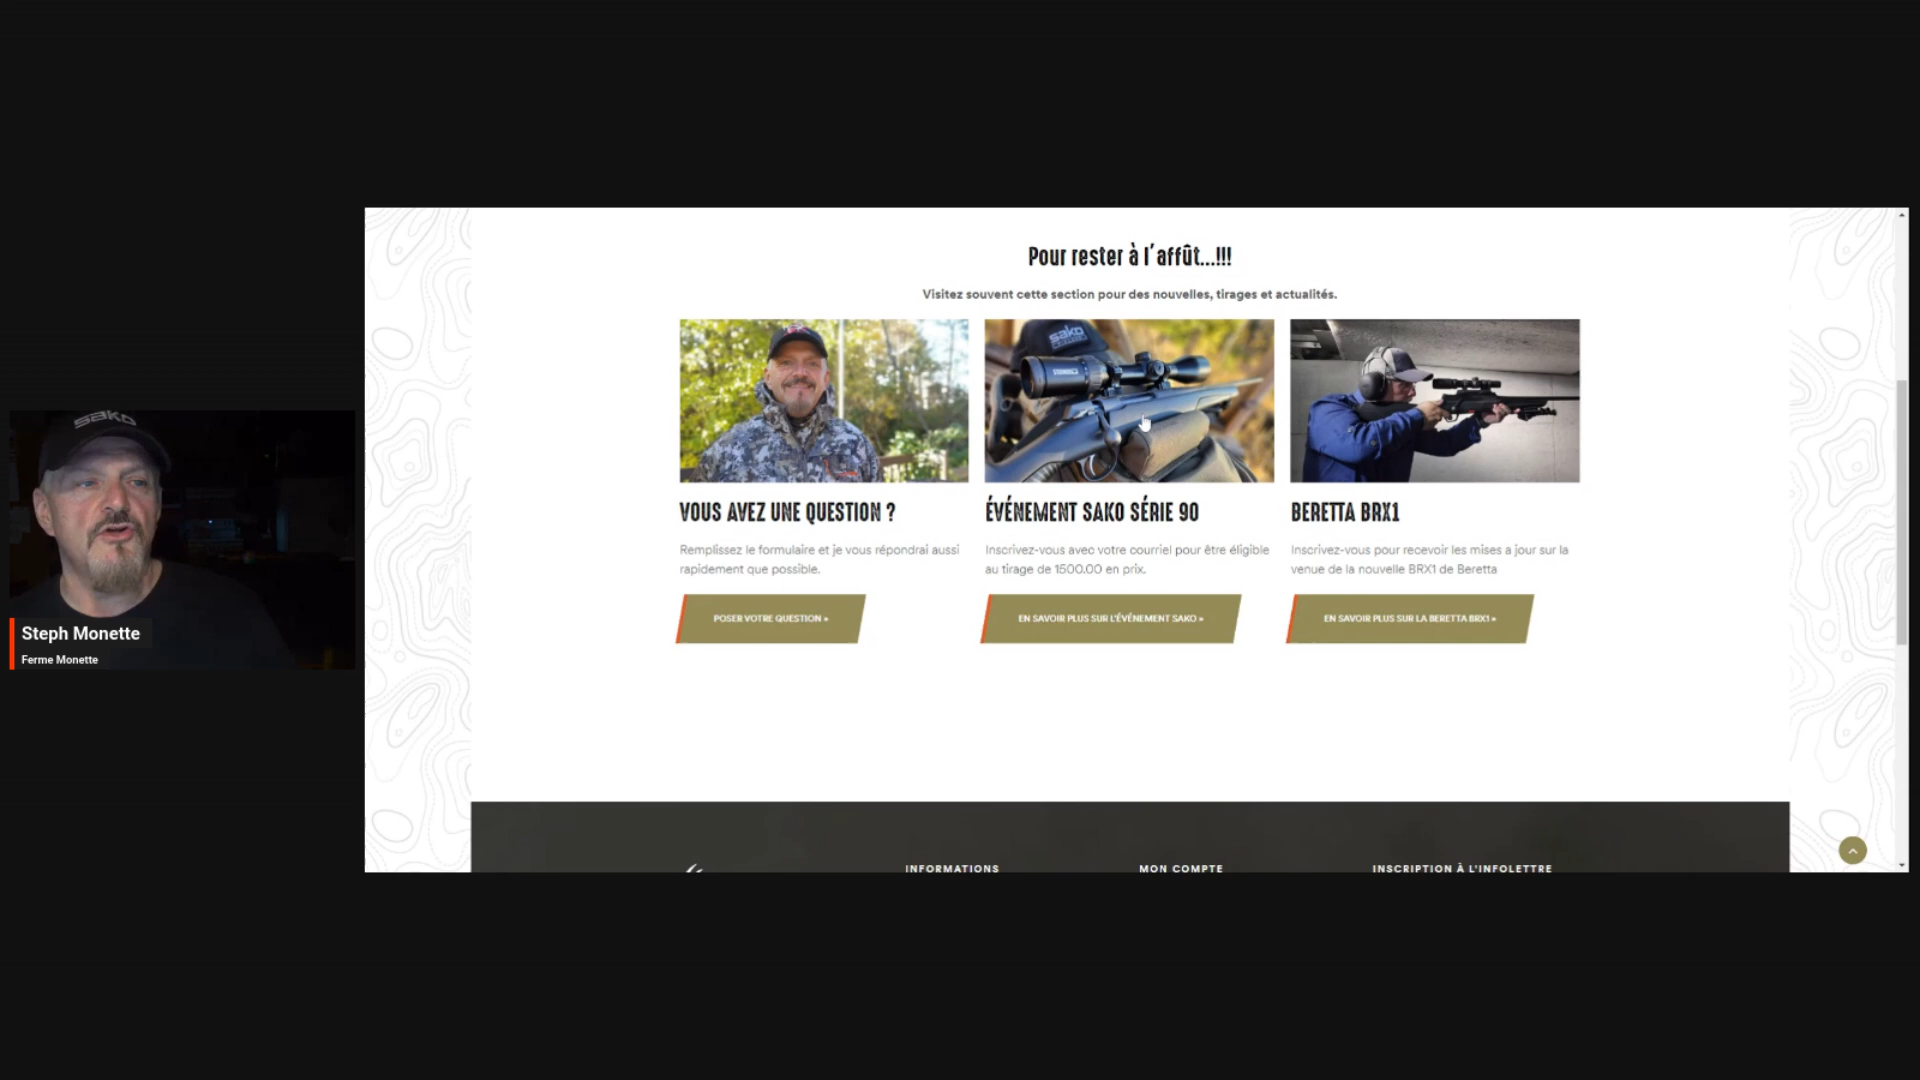 Pour rester à l'affût...!!!
Visitez souvent cette section pour des nouvelles, tirages et actualités.
sako
STEINER
VOUS AVEZ UNE QUESTION ?
Remplissez le formulaire et je vous répondrai aussi
rapidement que possible.
POSER VOTRE QUESTION »
ÉVÉNEMENT SAKO SÉRIE 90
Inscrivez-vous avec votre courriel pour être éligible
au tirage de 1500.00 en prix.
EN SAVOIR PLUS SUR L'ÉVÉNEMENT SAKO »
BERETTA BRX1
Inscrivez-vous pour recevoir les mises a jour sur la
venue de la nouvelle BRX1 de Beretta
EN SAVOIR PLUS SUR LA BERETTA BRX1 »
sako
Steph Monette
Ferme Monette
INFORMATIONS
MON COMPTE
INSCRIPTION À L'INFOLETTRE